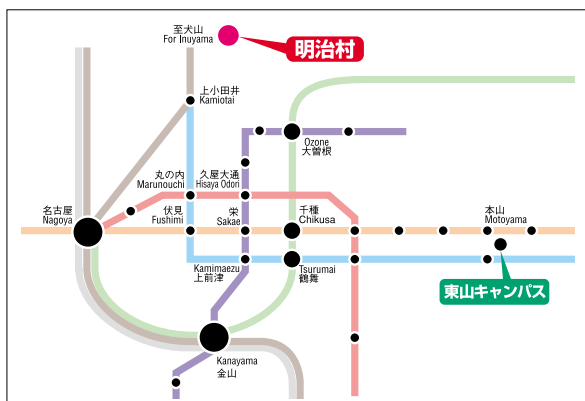 至犬山
For Inuyama
明治村
上小田井
Kamiotai
Ozone
大曽根
丸の内
Marunouchi
久屋大通
Hisaya Odori
名古屋
Nagoya
伏見
Fushimi
栄
Sakae
千種
Chikusa
本山
Motoyama
Kamimaezu
上前津
Tsurumai
鶴舞
東山キャンパス
Kanayama
金山